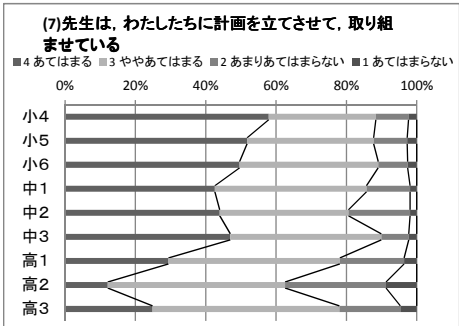 (7)先生は，わたしたちに計画を立てさせて，取り組
ませている
■4 あてはまる ■3 ややあてはまる ■2 あまりあてはまらない ■1 あてはまらない
0% 20% 40% 60% 80% 100%
小４
小５
小６
中１
中２
中３
高１
高２
高３